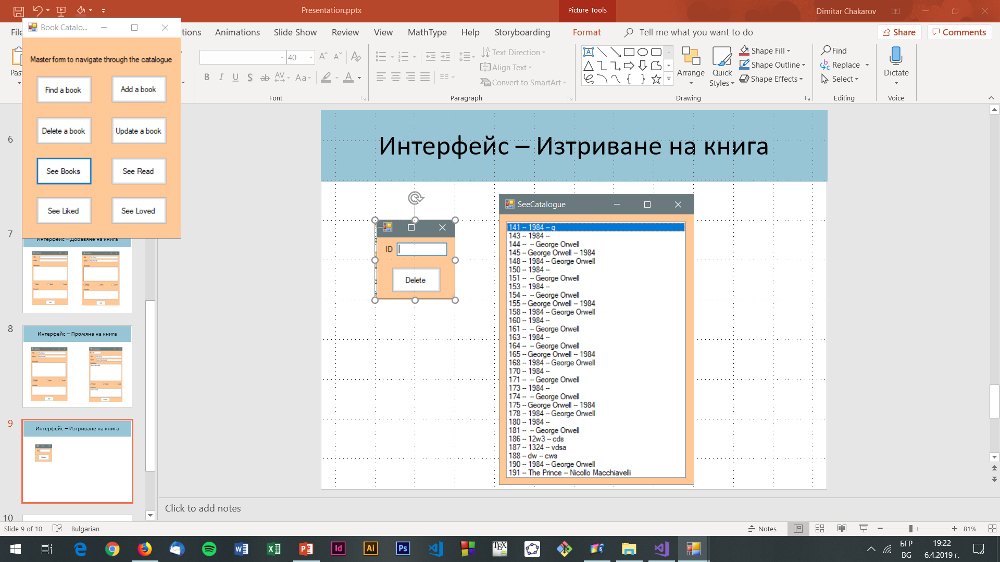 Presentation.pptx
Picture Tools
Dimitar Chakarov
Book Catalo...
File
itions
Animations
Slide Show
Review
View
MathType
Help
Storyboarding
Format
Tell me what you want to do
Share
Comments
Master form to navigate through the catalogue
Find a book
Add a book
Delete a book
Update a book
See Books
See Read
See Liked
See Loved
Past
40
B I U S ab AV Aa A
Font
Text Direction
Align Text
Convert to SmartArt
Paragraph
Arrange
Quick
Styles
Shape Fill
Shape Outline
Shape Effects
Drawing
Find
Replace
Select
Editing
Dictate
Voice
6
7
Интерфейс – Добавяне на книга
8
Интерфейс – Промяна на книга
9
Интерфейс – Изтриване на книга
10
Интерфейс – Изтриване на книга
ID
Delete
SeeCatalogue
141 -- 1984 -- g
143 -- 1984 --
144 --  -- George Orwell
145 -- George Orwell -- 1984
148 -- 1984 -- George Orwell
150 -- 1984 --
151 --  -- George Orwell
153 -- 1984 --
154 --  -- George Orwell
155 -- George Orwell -- 1984
158 -- 1984 -- George Orwell
160 -- 1984 --
161 --  -- George Orwell
163 -- 1984 --
164 --  -- George Orwell
165 -- George Orwell -- 1984
168 -- 1984 -- George Orwell
170 -- 1984 --
171 --  -- George Orwell
173 -- 1984 --
174 --  -- George Orwell
175 -- George Orwell -- 1984
178 -- 1984 -- George Orwell
180 -- 1984 --
181 --  -- George Orwell
186 -- 12w3 -- cds
187 -- 1324 -- vdsa
188 -- dw -- cws
190 -- 1984 -- George Orwell
191 -- The Prince -- Nicollo Macchiavelli
Click to add notes
Slide 9 of 10
Bulgarian
Notes
81%
БГР
BG
19:22
6.4.2019 г.